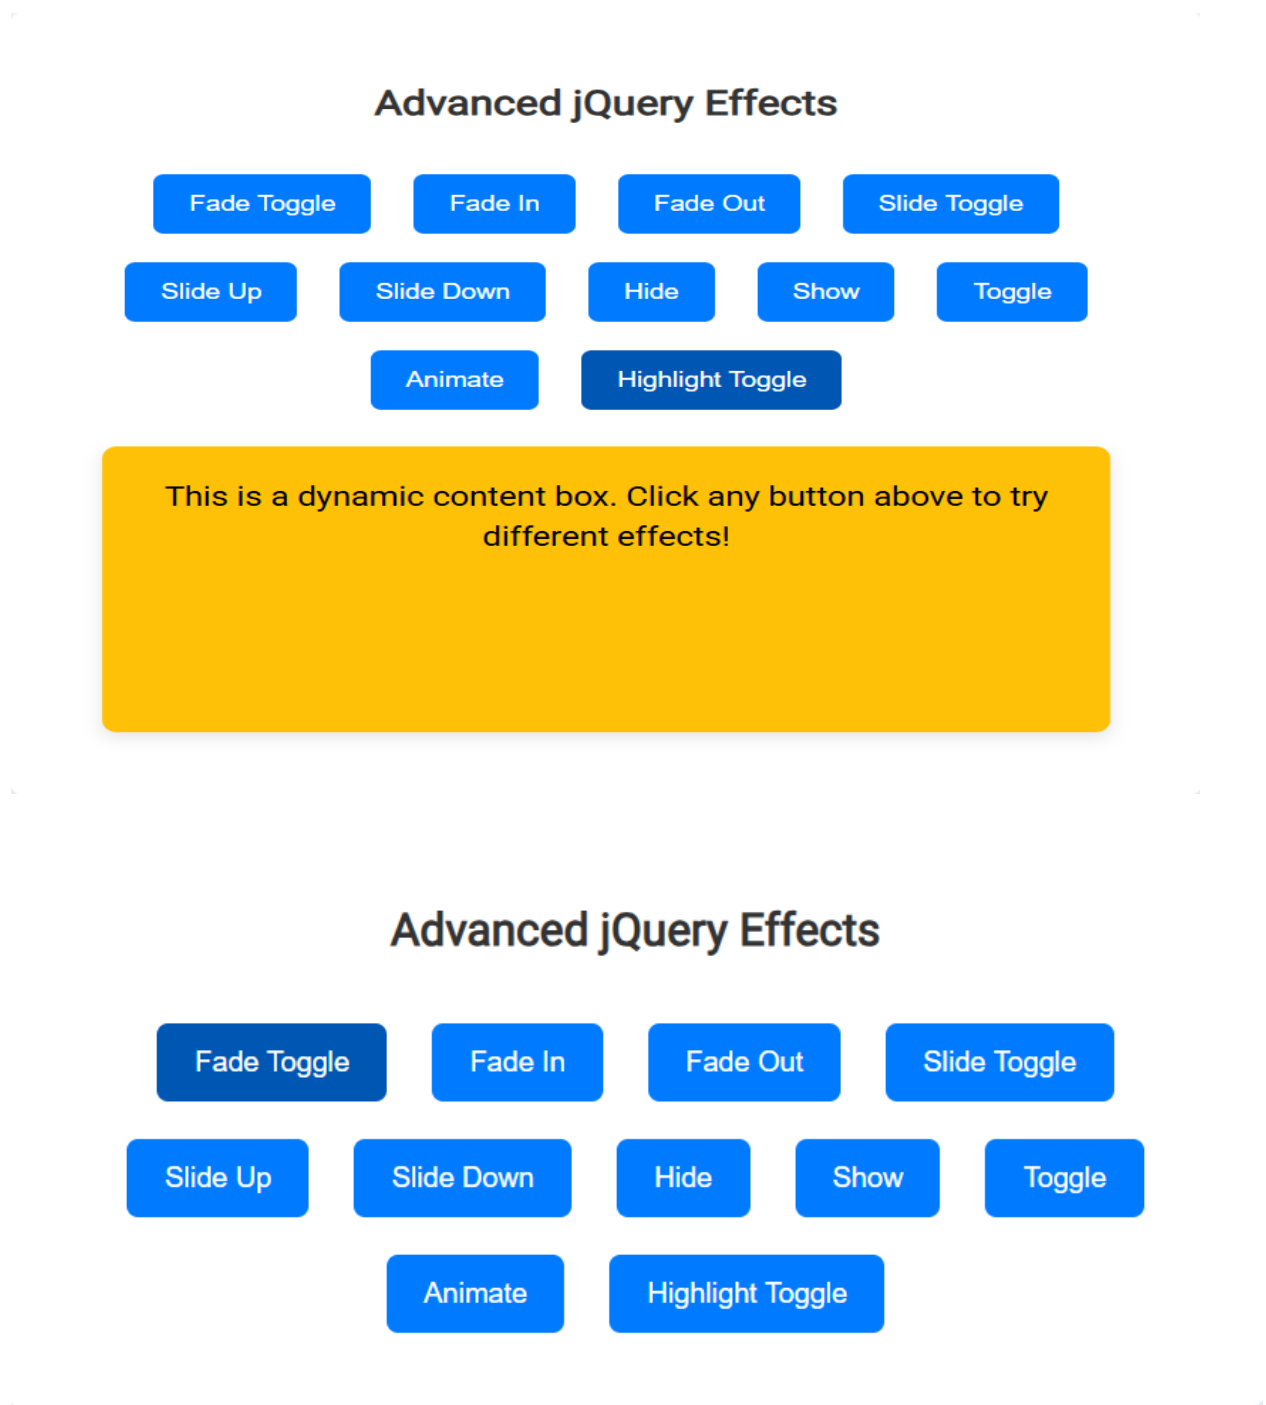 Advanced jQuery Effects
Fade Toggle Fade In Fade Out Slide Toggle
Slide Up Slide Down Hide Show Toggle
Animate Highlight Toggle
This is a dynamic content box. Click any button above to try
different effects!
Advanced jQuery Effects
Fade Toggle Fade In Fade Out Slide Toggle
Slide Up Slide Down Hide Show Toggle
Animate Highlight Toggle